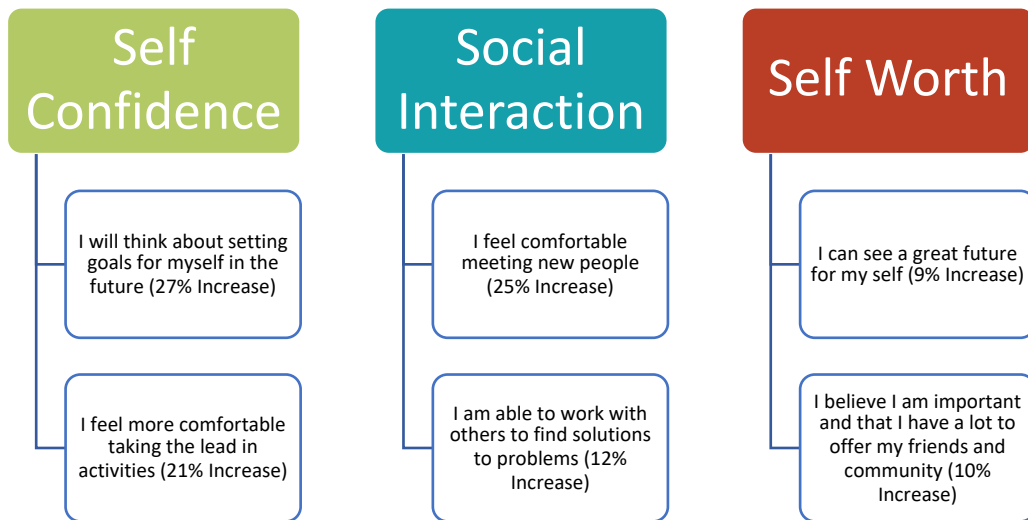 Self
Confidence
I will think about setting
goals for myself in the
future (27% Increase)
I feel more comfortable
taking the lead in
activities (21% Increase)
Social
Interaction
I feel comfortable
meeting new people
(25% Increase)
I am able to work with
others to find solutions
to problems (12%
Increase)
Self Worth
I can see a great future
for my self (9% Increase)
I believe I am important
and that I have a lot to
offer my friends and
community (10%
Increase)